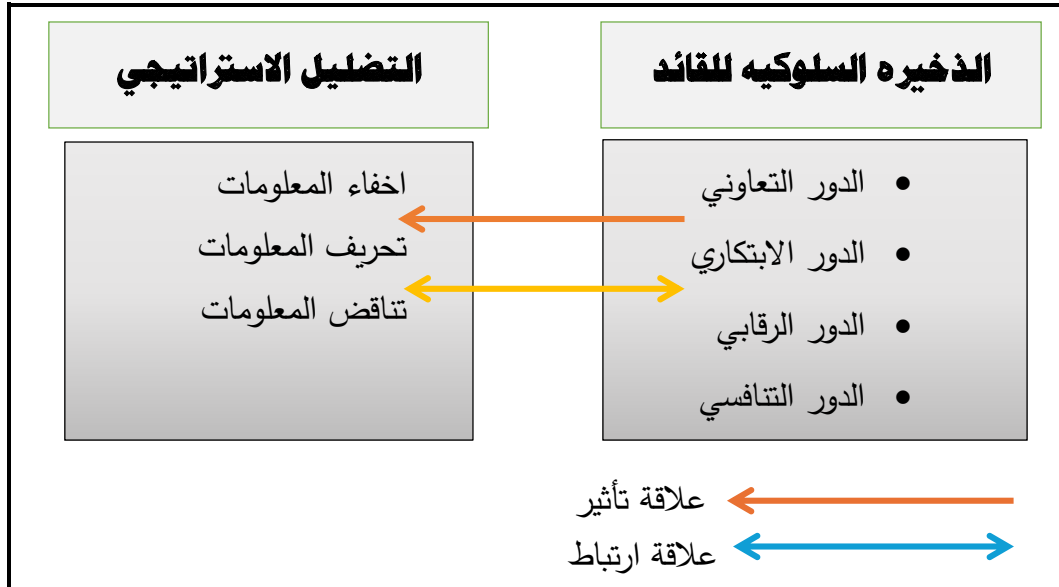 الذخيره السلوكيه للقائد
• الدور التعاوني
• الدور الابتكاري
• الدور الرقابي
• الدور التنافسي
التضليل الاستراتيجي
اخفاء المعلومات
تحريف المعلومات
تناقض المعلومات
علاقة تأثير
علاقة ارتباط